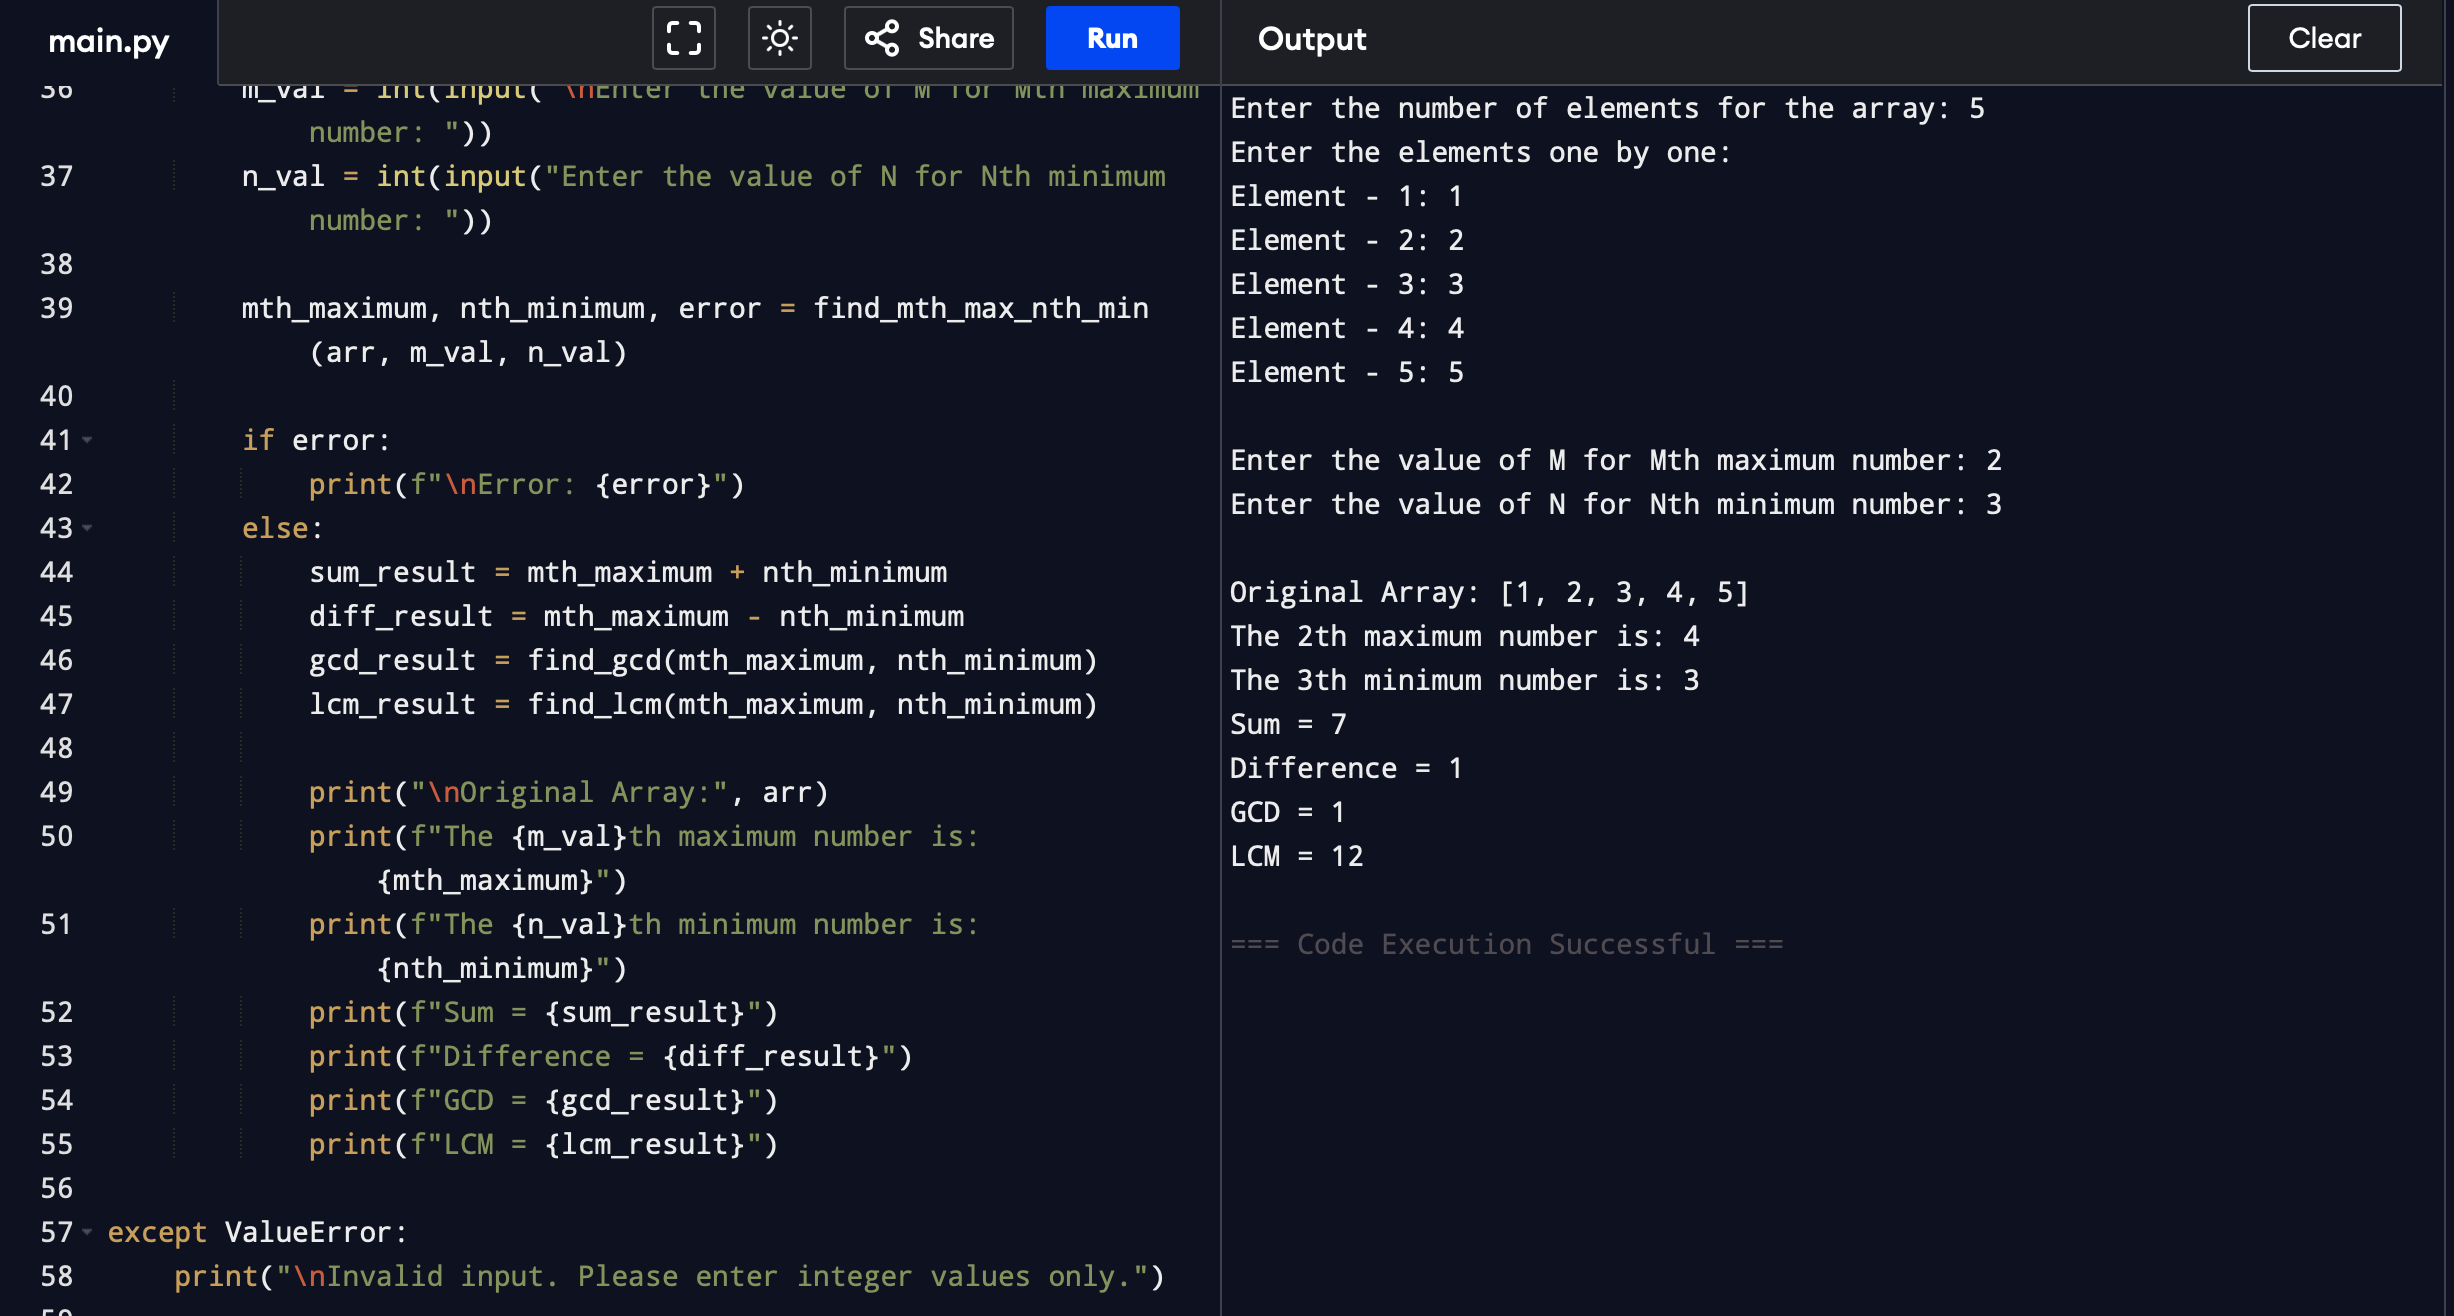 main.py
Share
Run
36 m_val = int(input("\nEnter the value of M for Mth maximum
number: "))
37 n_val = int(input("Enter the value of N for Nth minimum
number: "))
38
39 mth_maximum, nth_minimum, error = find_mth_max_nth_min
(arr, m_val, n_val)
40
41 if error:
42 print(f"\nError: {error}")
43 else:
44 sum_result = mth_maximum + nth_minimum
45 diff_result = mth_maximum - nth_minimum
46 gcd_result = find_gcd(mth_maximum, nth_minimum)
47 lcm_result = find_lcm(mth_maximum, nth_minimum)
48
49 print("\nOriginal Array:", arr)
50 print(f"The {m_val}th maximum number is:
{mth_maximum}")
51 print(f"The {n_val}th minimum number is:
{nth_minimum}")
52 print(f"Sum = {sum_result}")
53 print(f"Difference = {diff_result}")
54 print(f"GCD = {gcd_result}")
55 print(f"LCM = {lcm_result}")
56
57 except ValueError:
58 print("\nInvalid input. Please enter integer values only.")
Output
Clear
Enter the number of elements for the array: 5
Enter the elements one by one:
Element - 1: 1
Element - 2: 2
Element - 3: 3
Element - 4: 4
Element - 5: 5
Enter the value of M for Mth maximum number: 2
Enter the value of N for Nth minimum number: 3
Original Array: [1, 2, 3, 4, 5]
The 2th maximum number is: 4
The 3th minimum number is: 3
Sum = 7
Difference = 1
GCD = 1
LCM = 12
=== Code Execution Successful ===